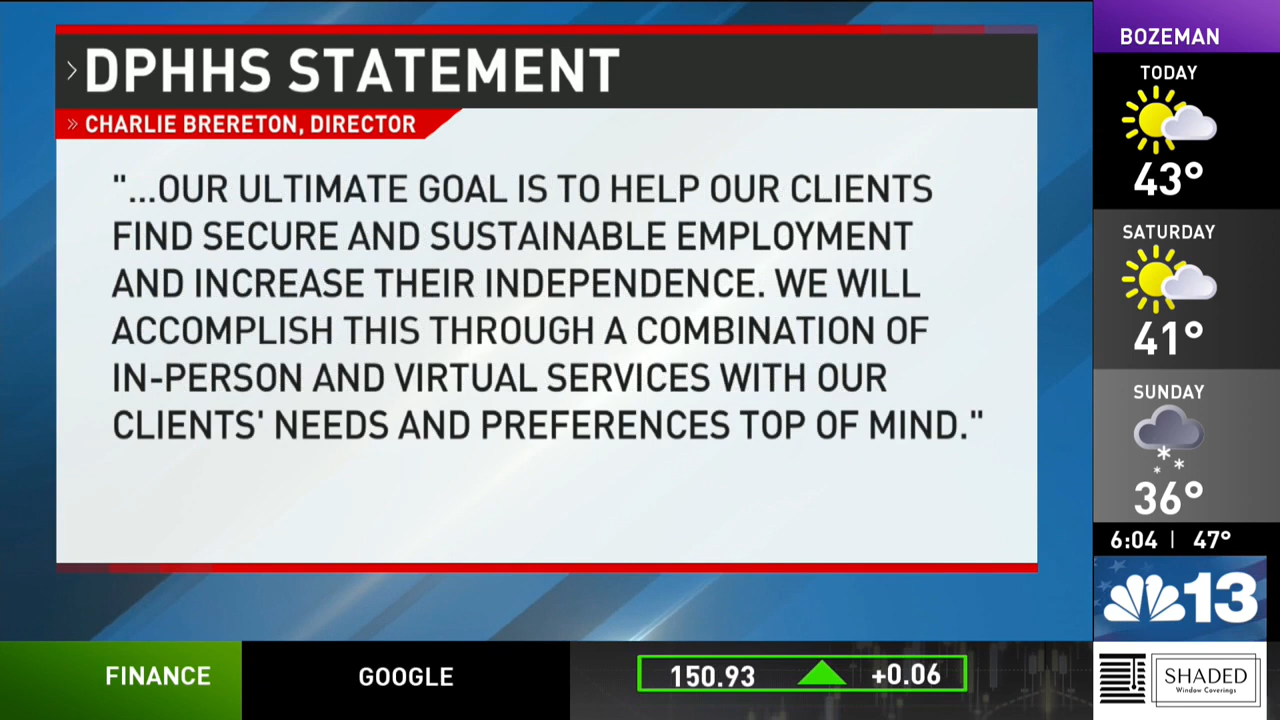 DPHHS STATEMENT
CHARLIE BRERETON, DIRECTOR
"...OUR ULTIMATE GOAL IS TO HELP OUR CLIENTS
FIND SECURE AND SUSTAINABLE EMPLOYMENT
AND INCREASE THEIR INDEPENDENCE. WE WILL
ACCOMPLISH THIS THROUGH A COMBINATION OF
IN-PERSON AND VIRTUAL SERVICES WITH OUR
CLIENTS' NEEDS AND PREFERENCES TOP OF MIND."
BOZEMAN
TODAY
43°
SATURDAY
41°
SUNDAY
36°
6:04 | 47°
13
SHADED
Window Coverings
FINANCE
GOOGLE
150.93 +0.06